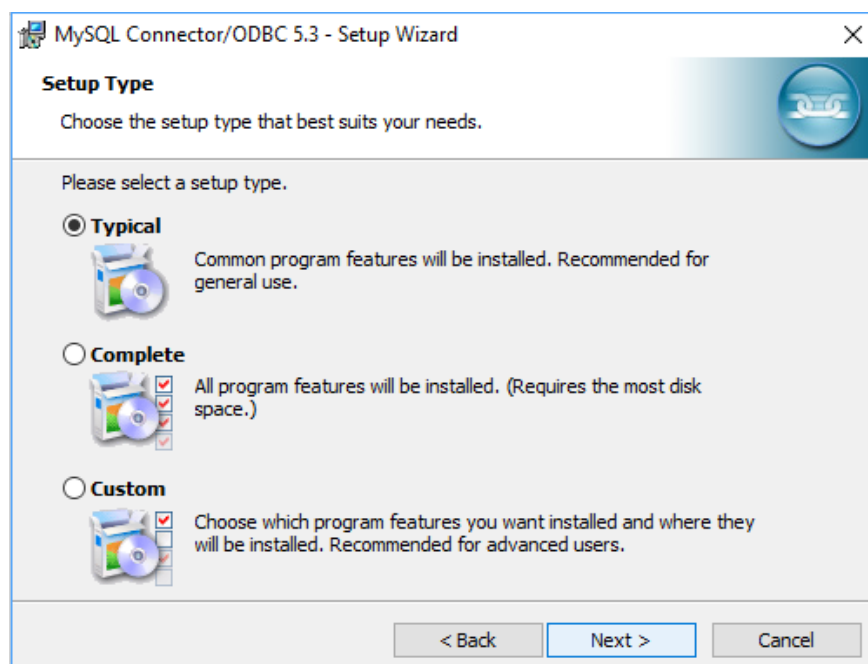 MySQL Connector/ODBC 5.3 - Setup Wizard
Setup Type
Choose the setup type that best suits your needs.
Please select a setup type.
Typical
Common program features will be installed. Recommended for
general use.
Complete
All program features will be installed. (Requires the most disk
space.)
Custom
Choose which program features you want installed and where they
will be installed. Recommended for advanced users.
< Back
Next >
Cancel